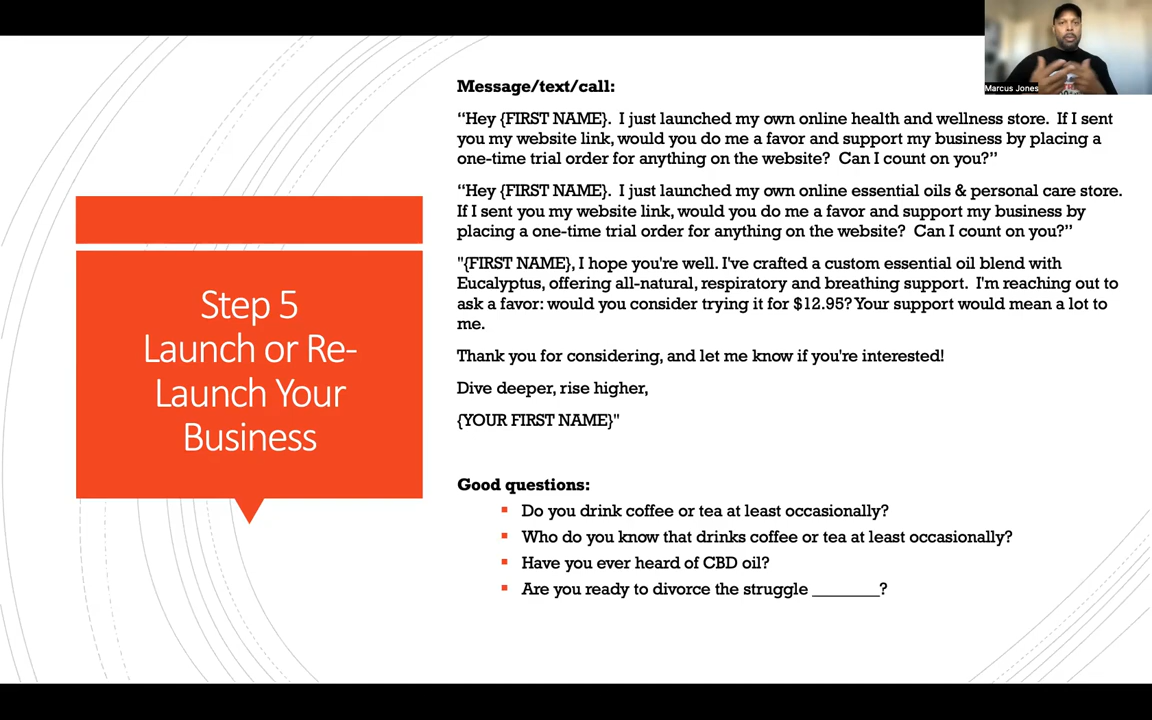 Marcus Jones
Step 5
Launch or Re-
Launch Your
Business
Message/text/call:
“Hey {FIRST NAME}.  I just launched my own online health and wellness store.  If I sent
you my website link, would you do me a favor and support my business by placing a
one-time trial order for anything on the website?  Can I count on you?”
“Hey {FIRST NAME}.  I just launched my own online essential oils & personal care store.
If I sent you my website link, would you do me a favor and support my business by
placing a one-time trial order for anything on the website?  Can I count on you?”
"{FIRST NAME}, I hope you're well. I've crafted a custom essential oil blend with
Eucalyptus, offering all-natural, respiratory and breathing support.  I'm reaching out to
ask a favor: would you consider trying it for $12.95? Your support would mean a lot to
me.
Thank you for considering, and let me know if you're interested!
Dive deeper, rise higher,
{YOUR FIRST NAME}"
Good questions:
Do you drink coffee or tea at least occasionally?
Who do you know that drinks coffee or tea at least occasionally?
Have you ever heard of CBD oil?
Are you ready to divorce the struggle ________?